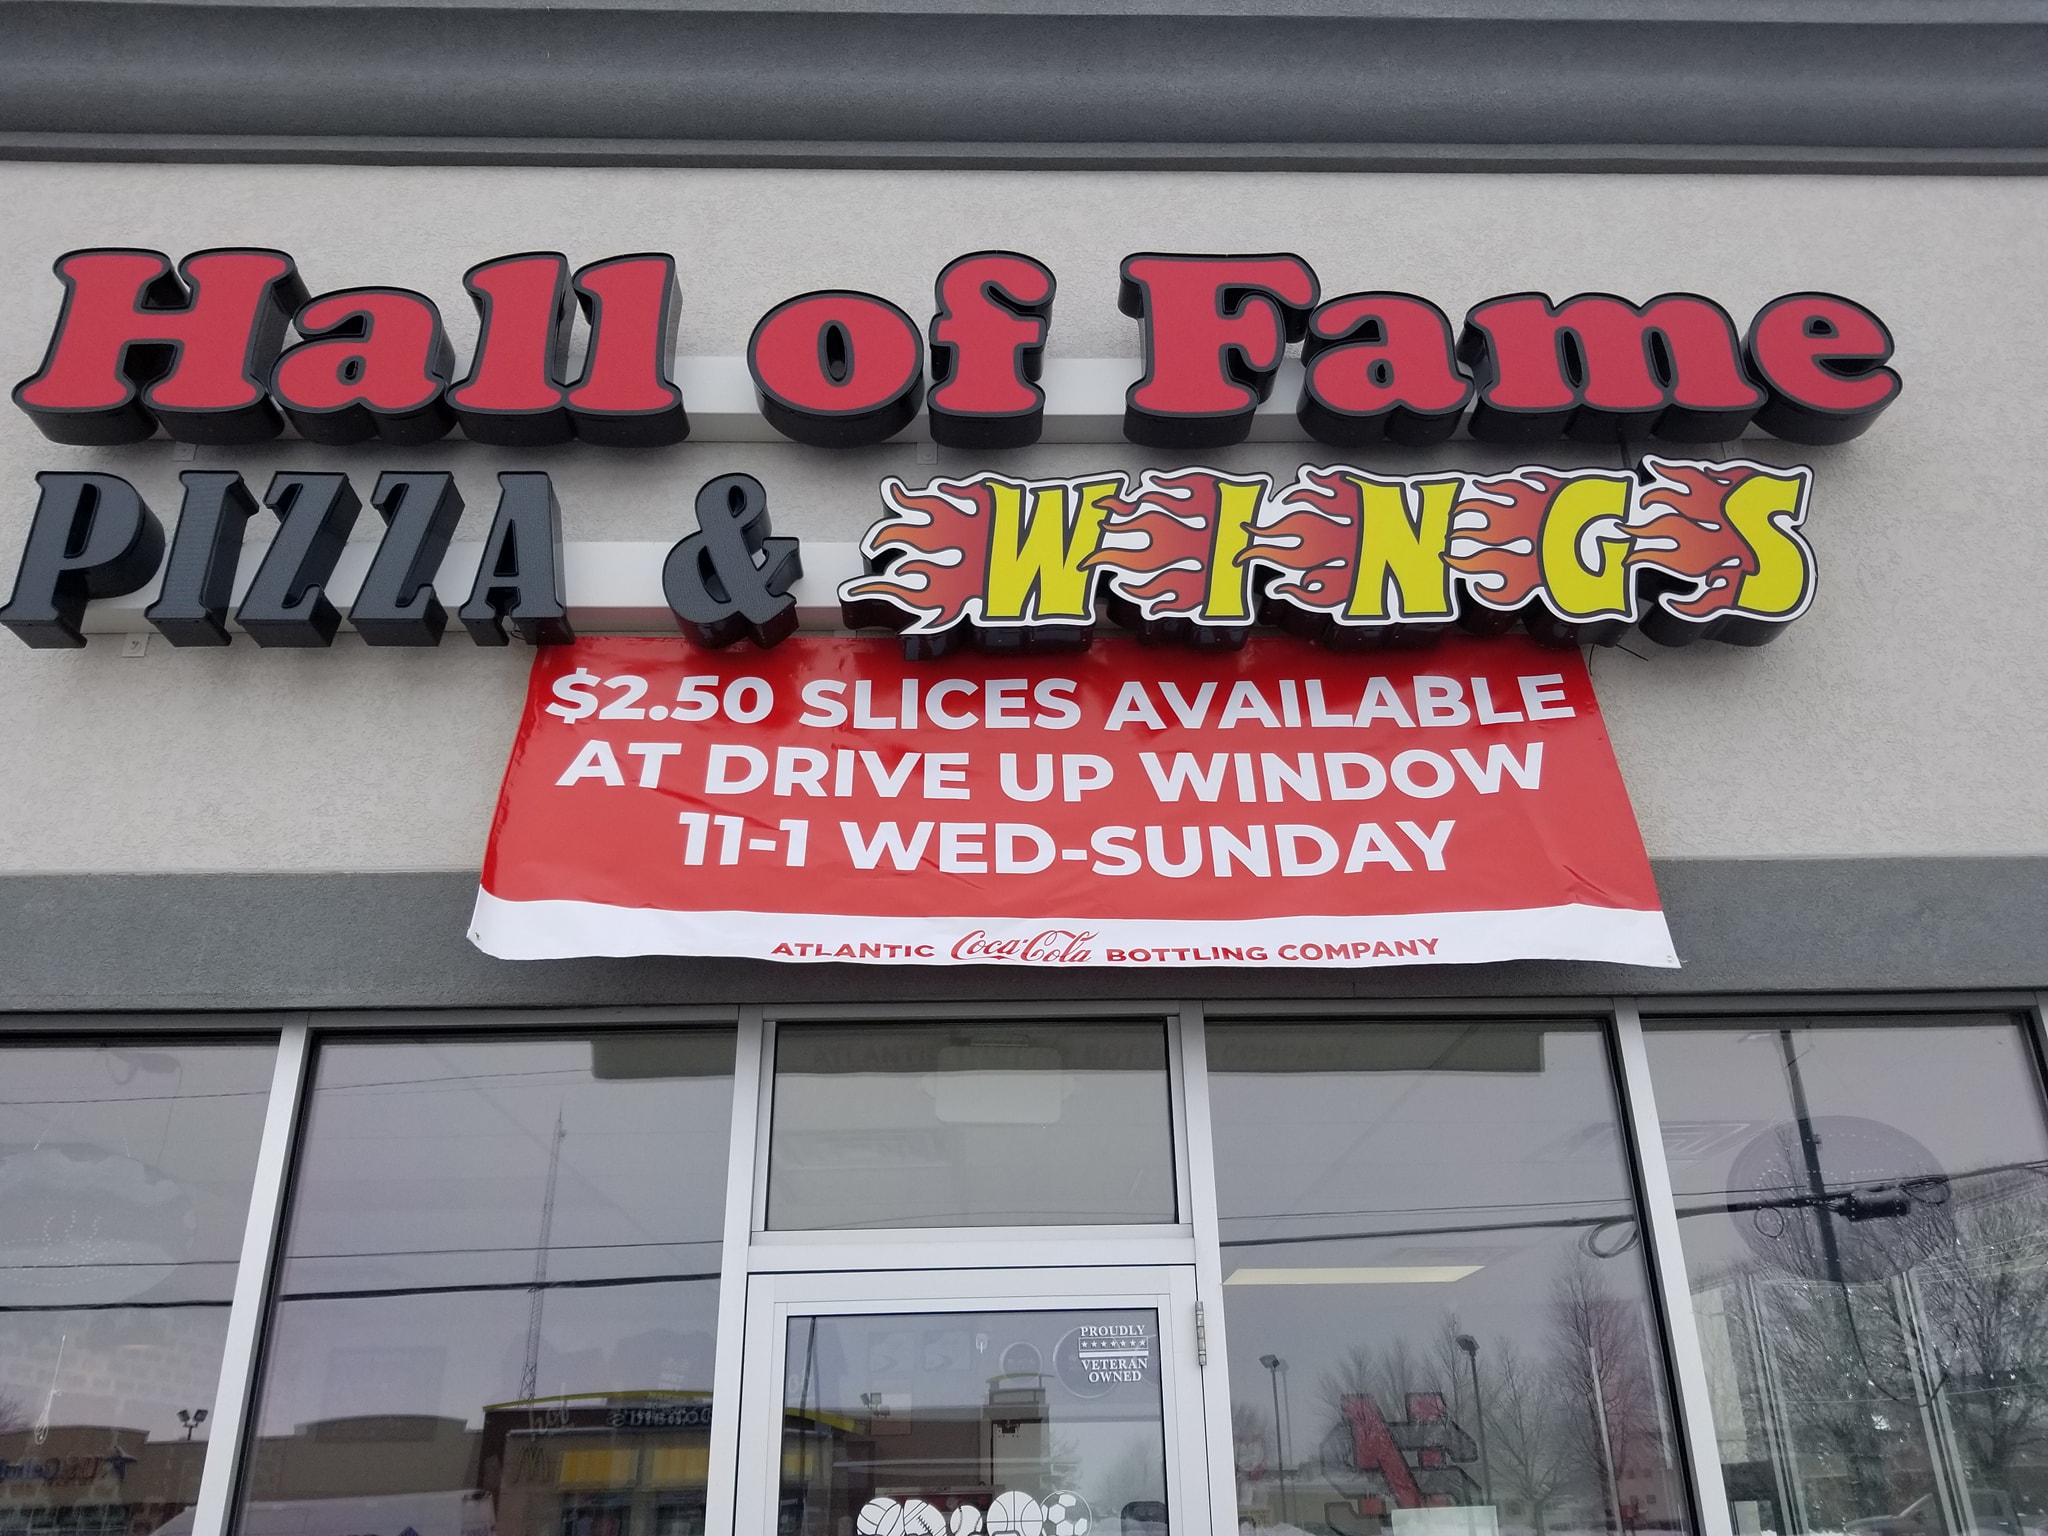 Hall of Fame
PIZZA & WINGS
$2.50 SLICES AVAILABLE
AT DRIVE UP WINDOW
11-1 WED-SUNDAY
ATLANTIC Coca-Cola BOTTLING COMPANY
PROUDLY
VETERAN
OWNED